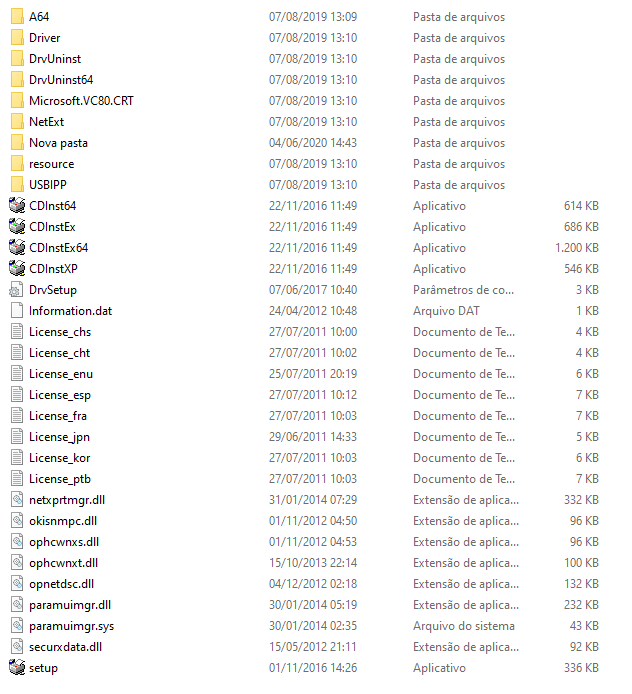 A64 07/08/2019 13:09 Pasta de arquivos
Driver 07/08/2019 13:10 Pasta de arquivos
DrvUninst 07/08/2019 13:10 Pasta de arquivos
DrvUninst64 07/08/2019 13:10 Pasta de arquivos
Microsoft.VC80.CRT 07/08/2019 13:10 Pasta de arquivos
NetExt 07/08/2019 13:10 Pasta de arquivos
Nova pasta 04/06/2020 14:43 Pasta de arquivos
resource 07/08/2019 13:10 Pasta de arquivos
USBIPP 07/08/2019 13:10 Pasta de arquivos
CDInst64 22/11/2016 11:49 Aplicativo 614 KB
CDInstEx 22/11/2016 11:49 Aplicativo 686 KB
CDInstEx64 22/11/2016 11:49 Aplicativo 1.200 KB
CDInstXP 22/11/2016 11:49 Aplicativo 546 KB
DrvSetup 07/06/2017 10:40 Parâmetros de co... 3 KB
Information.dat 24/04/2012 10:48 Arquivo DAT 1 KB
License_chs 27/07/2011 10:00 Documento de Te... 4 KB
License_cht 27/07/2011 10:02 Documento de Te... 4 KB
License_enu 25/07/2011 20:19 Documento de Te... 6 KB
License_esp 27/07/2011 10:12 Documento de Te... 7 KB
License_fra 27/07/2011 10:03 Documento de Te... 7 KB
License_jpn 29/06/2011 14:33 Documento de Te... 5 KB
License_kor 27/07/2011 10:03 Documento de Te... 6 KB
License_ptb 27/07/2011 10:03 Documento de Te... 7 KB
netxprtmgr.dll 31/01/2014 07:29 Extensão de aplica... 332 KB
okisnmpc.dll 01/11/2012 04:50 Extensão de aplica... 96 KB
ophcwnxs.dll 01/11/2012 04:53 Extensão de aplica... 96 KB
ophcwnxt.dll 15/10/2013 22:14 Extensão de aplica... 100 KB
opnetdsc.dll 04/12/2012 02:18 Extensão de aplica... 132 KB
paramuimgr.dll 30/01/2014 05:19 Extensão de aplica... 232 KB
paramuimgr.sys 30/01/2014 02:35 Arquivo do sistema 43 KB
securxdata.dll 15/05/2012 21:11 Extensão de aplica... 92 KB
setup 01/11/2016 14:26 Aplicativo 336 KB